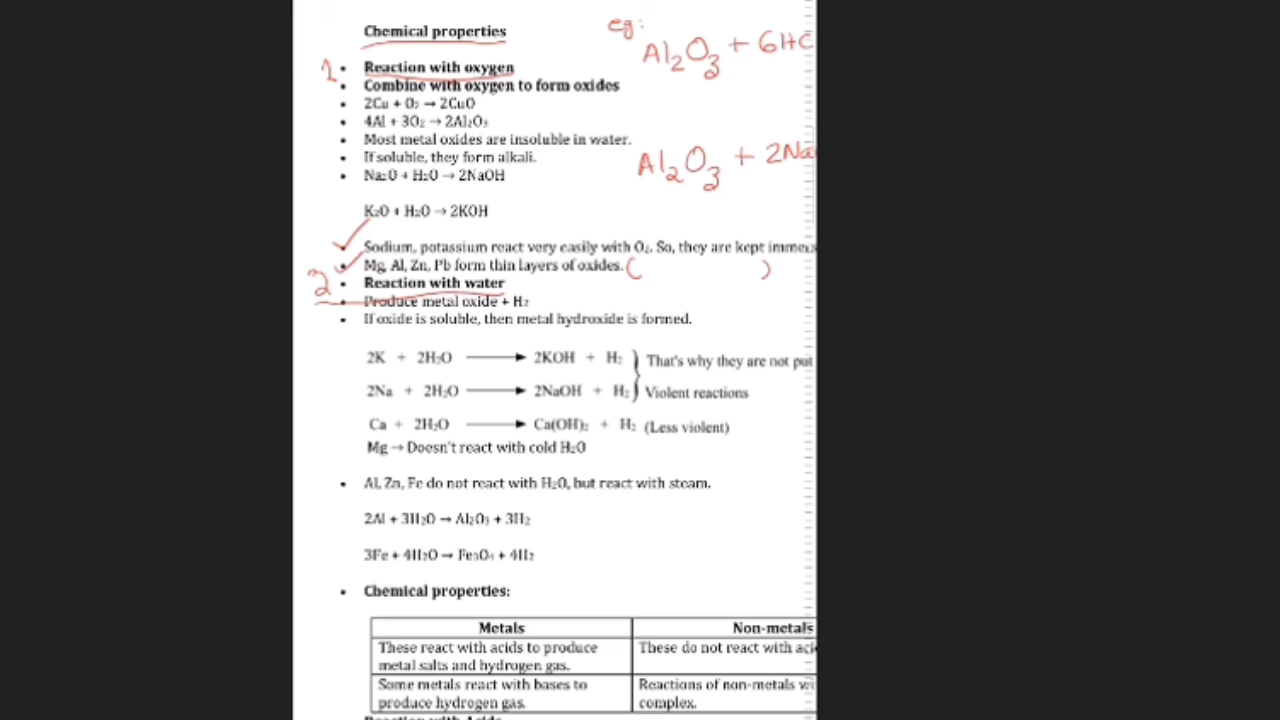 Chemical properties
eg:
Al₂O₃ + 6HC
1 • Reaction with oxygen
• Combine with oxygen to form oxides
• 2Cu + O₂ → 2CuO
• 4Al + 3O₂ → 2Al₂O₃
• Most metal oxides are insoluble in water.
• If soluble, they form alkali.
Al₂O₃ + 2Na
• Na₂O + H₂O → 2NaOH
K₂O + H₂O → 2KOH
• Sodium, potassium react very easily with O₂. So, they are kept
• Mg, Al, Zn, Pb form thin layers of oxides. ( )
2 • Reaction with water
• Produce metal oxide + H₂
• If oxide is soluble, then metal hydroxide is formed.
2K + 2H₂O → 2KOH + H₂ } That's why they are not put
2Na + 2H₂O → 2NaOH + H₂ } Violent reactions
Ca + 2H₂O → Ca(OH)₂ + H₂ (Less violent)
Mg → Doesn't react with cold H₂O
• Al, Zn, Fe do not react with H₂O, but react with steam.
2Al + 3H₂O → Al₂O₃ + 3H₂
3Fe + 4H₂O → Fe₃O₄ + 4H₂
• Chemical properties:
Metals Non-metals
These react with acids to produce These do not react with
metal salts and hydrogen gas.
Some metals react with bases to Reactions of non-metals
produce hydrogen gas. complex.
Reaction with Acids